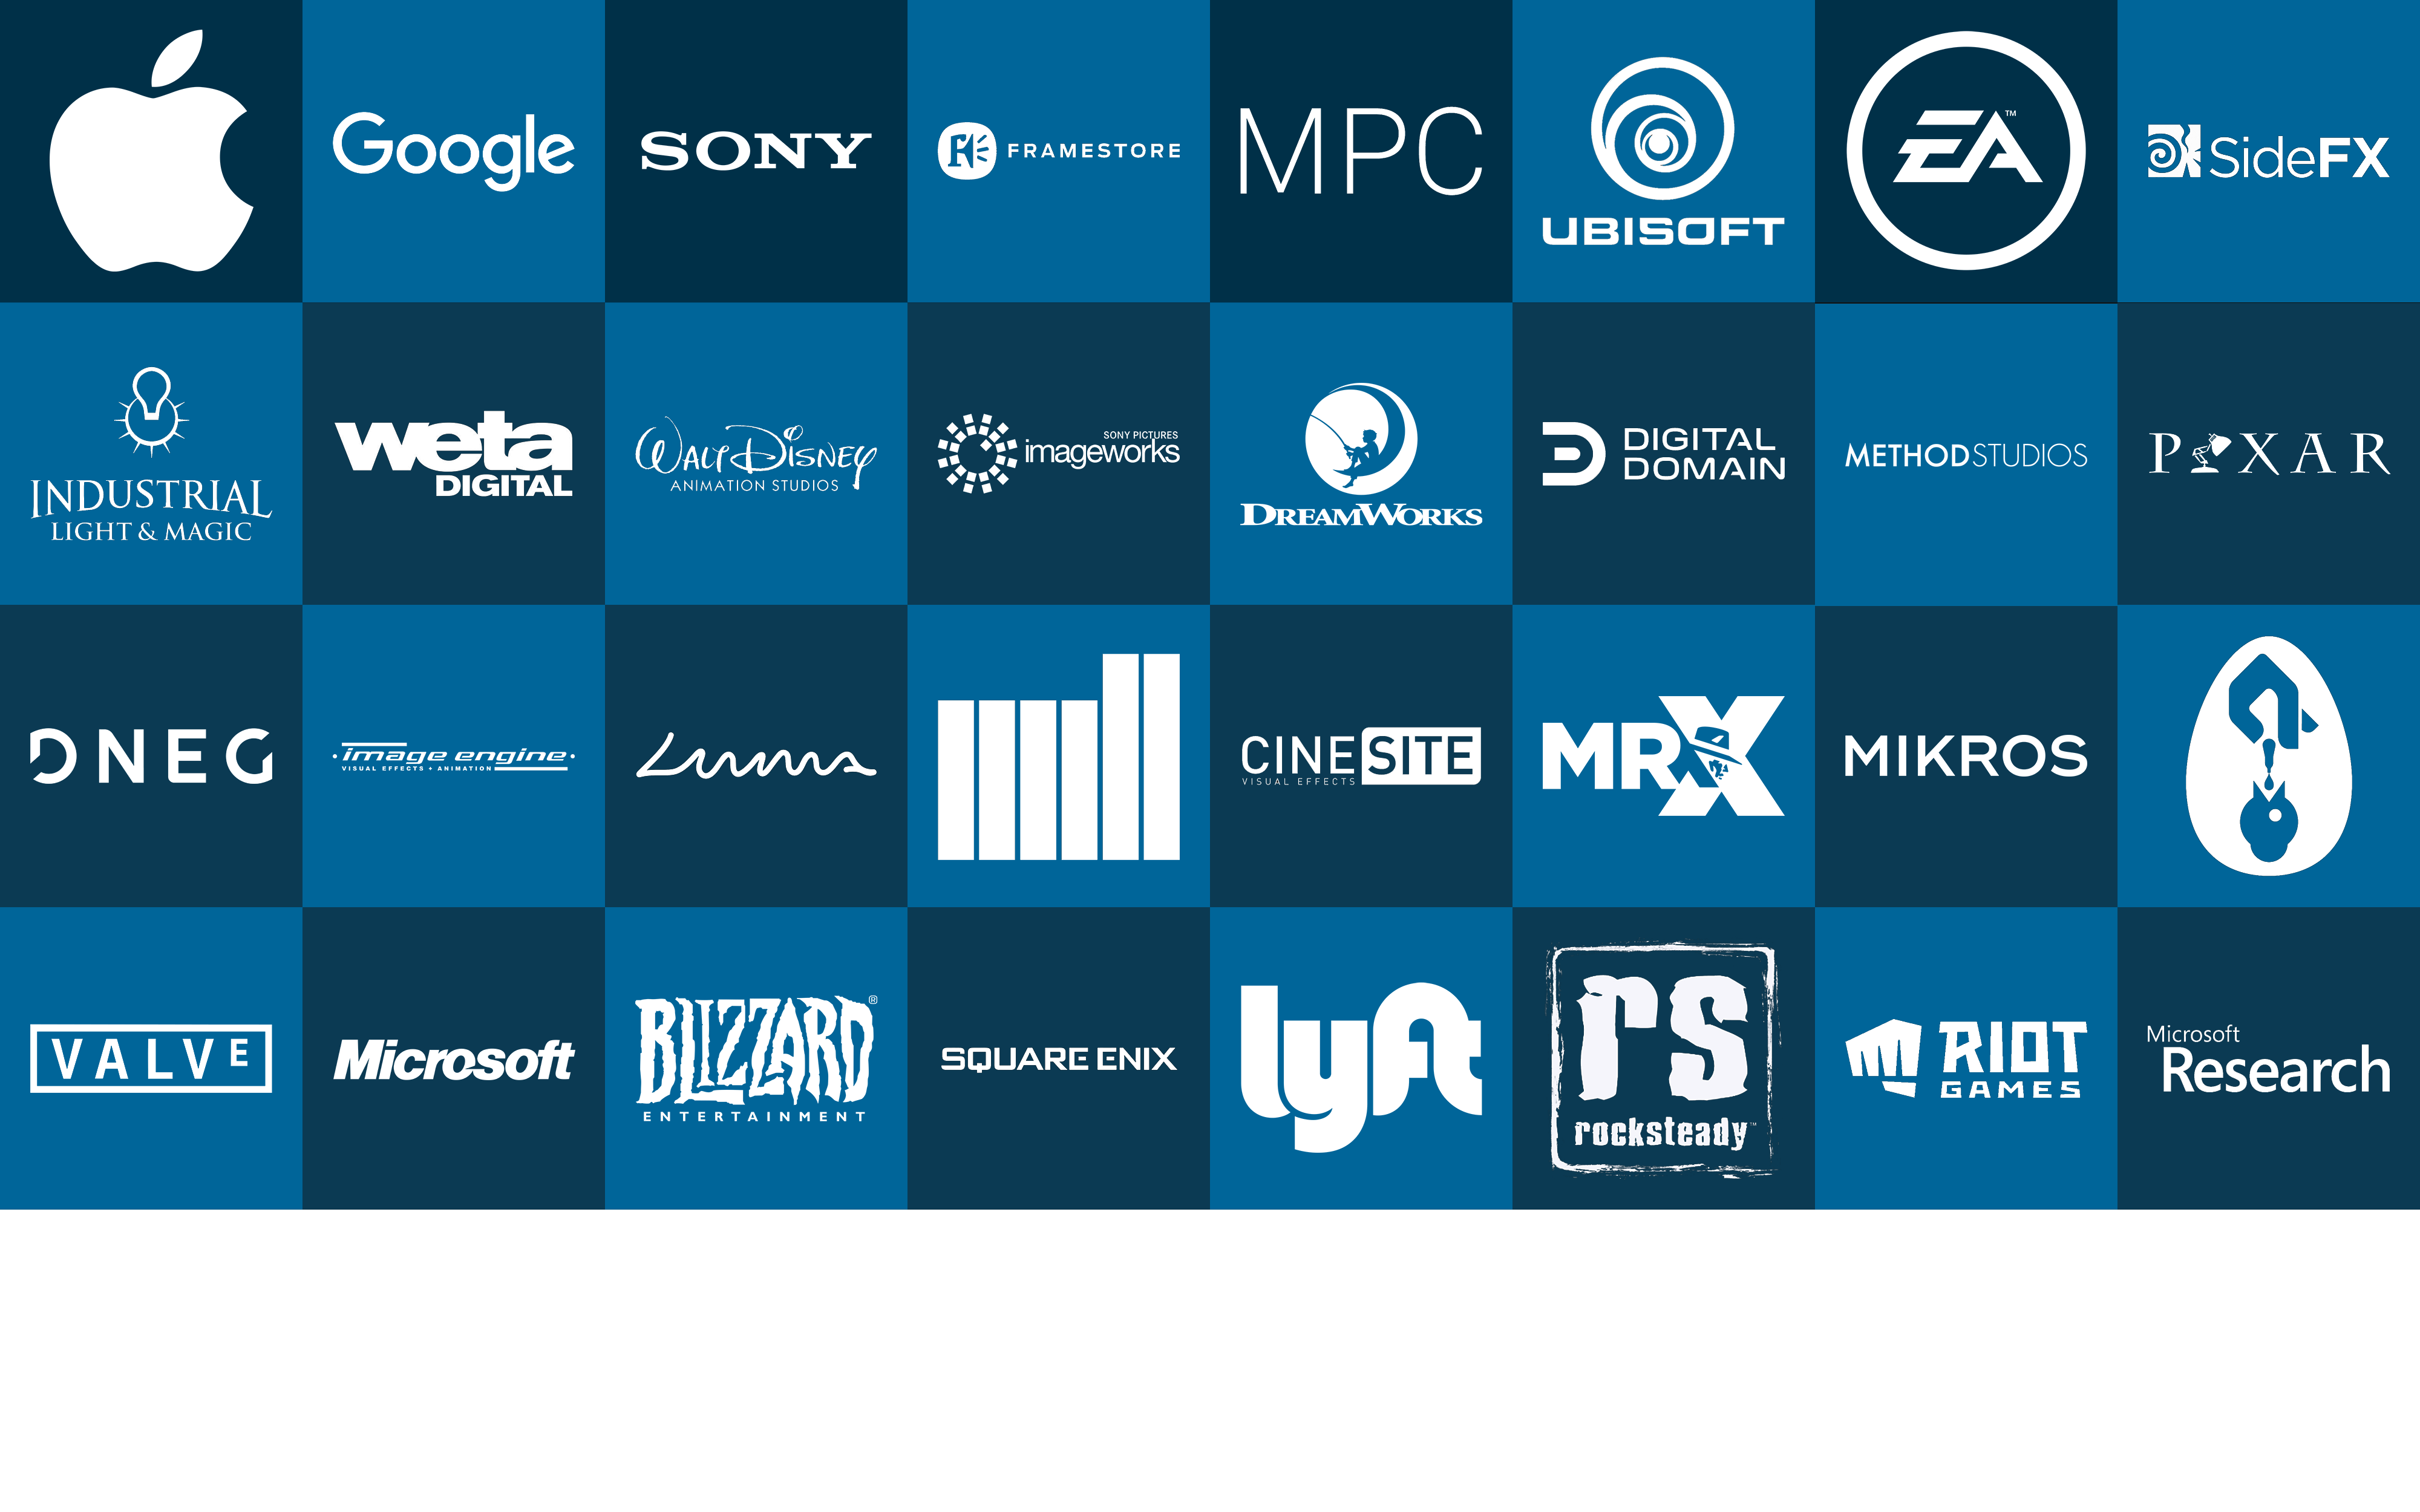 Google
SONY
FRAMESTORE
MPC
UBISOFT
EA™
SideFX
INDUSTRIAL
LIGHT & MAGIC
weta
DIGITAL
WALT DISNEY
ANIMATION STUDIOS
SONY PICTURES
imageworks
DREAMWORKS
DIGITAL
DOMAIN
METHODSTUDIOS
PIXAR
DNEG
image engine
VISUAL EFFECTS + ANIMATION
Luma
CINESITE
VISUAL EFFECTS
MRX
MIKROS
VALVE
Microsoft
BLIZZARD®
ENTERTAINMENT
SQUARE ENIX
lyft
rs
rocksteady™
RIOT
GAMES
Microsoft
Research